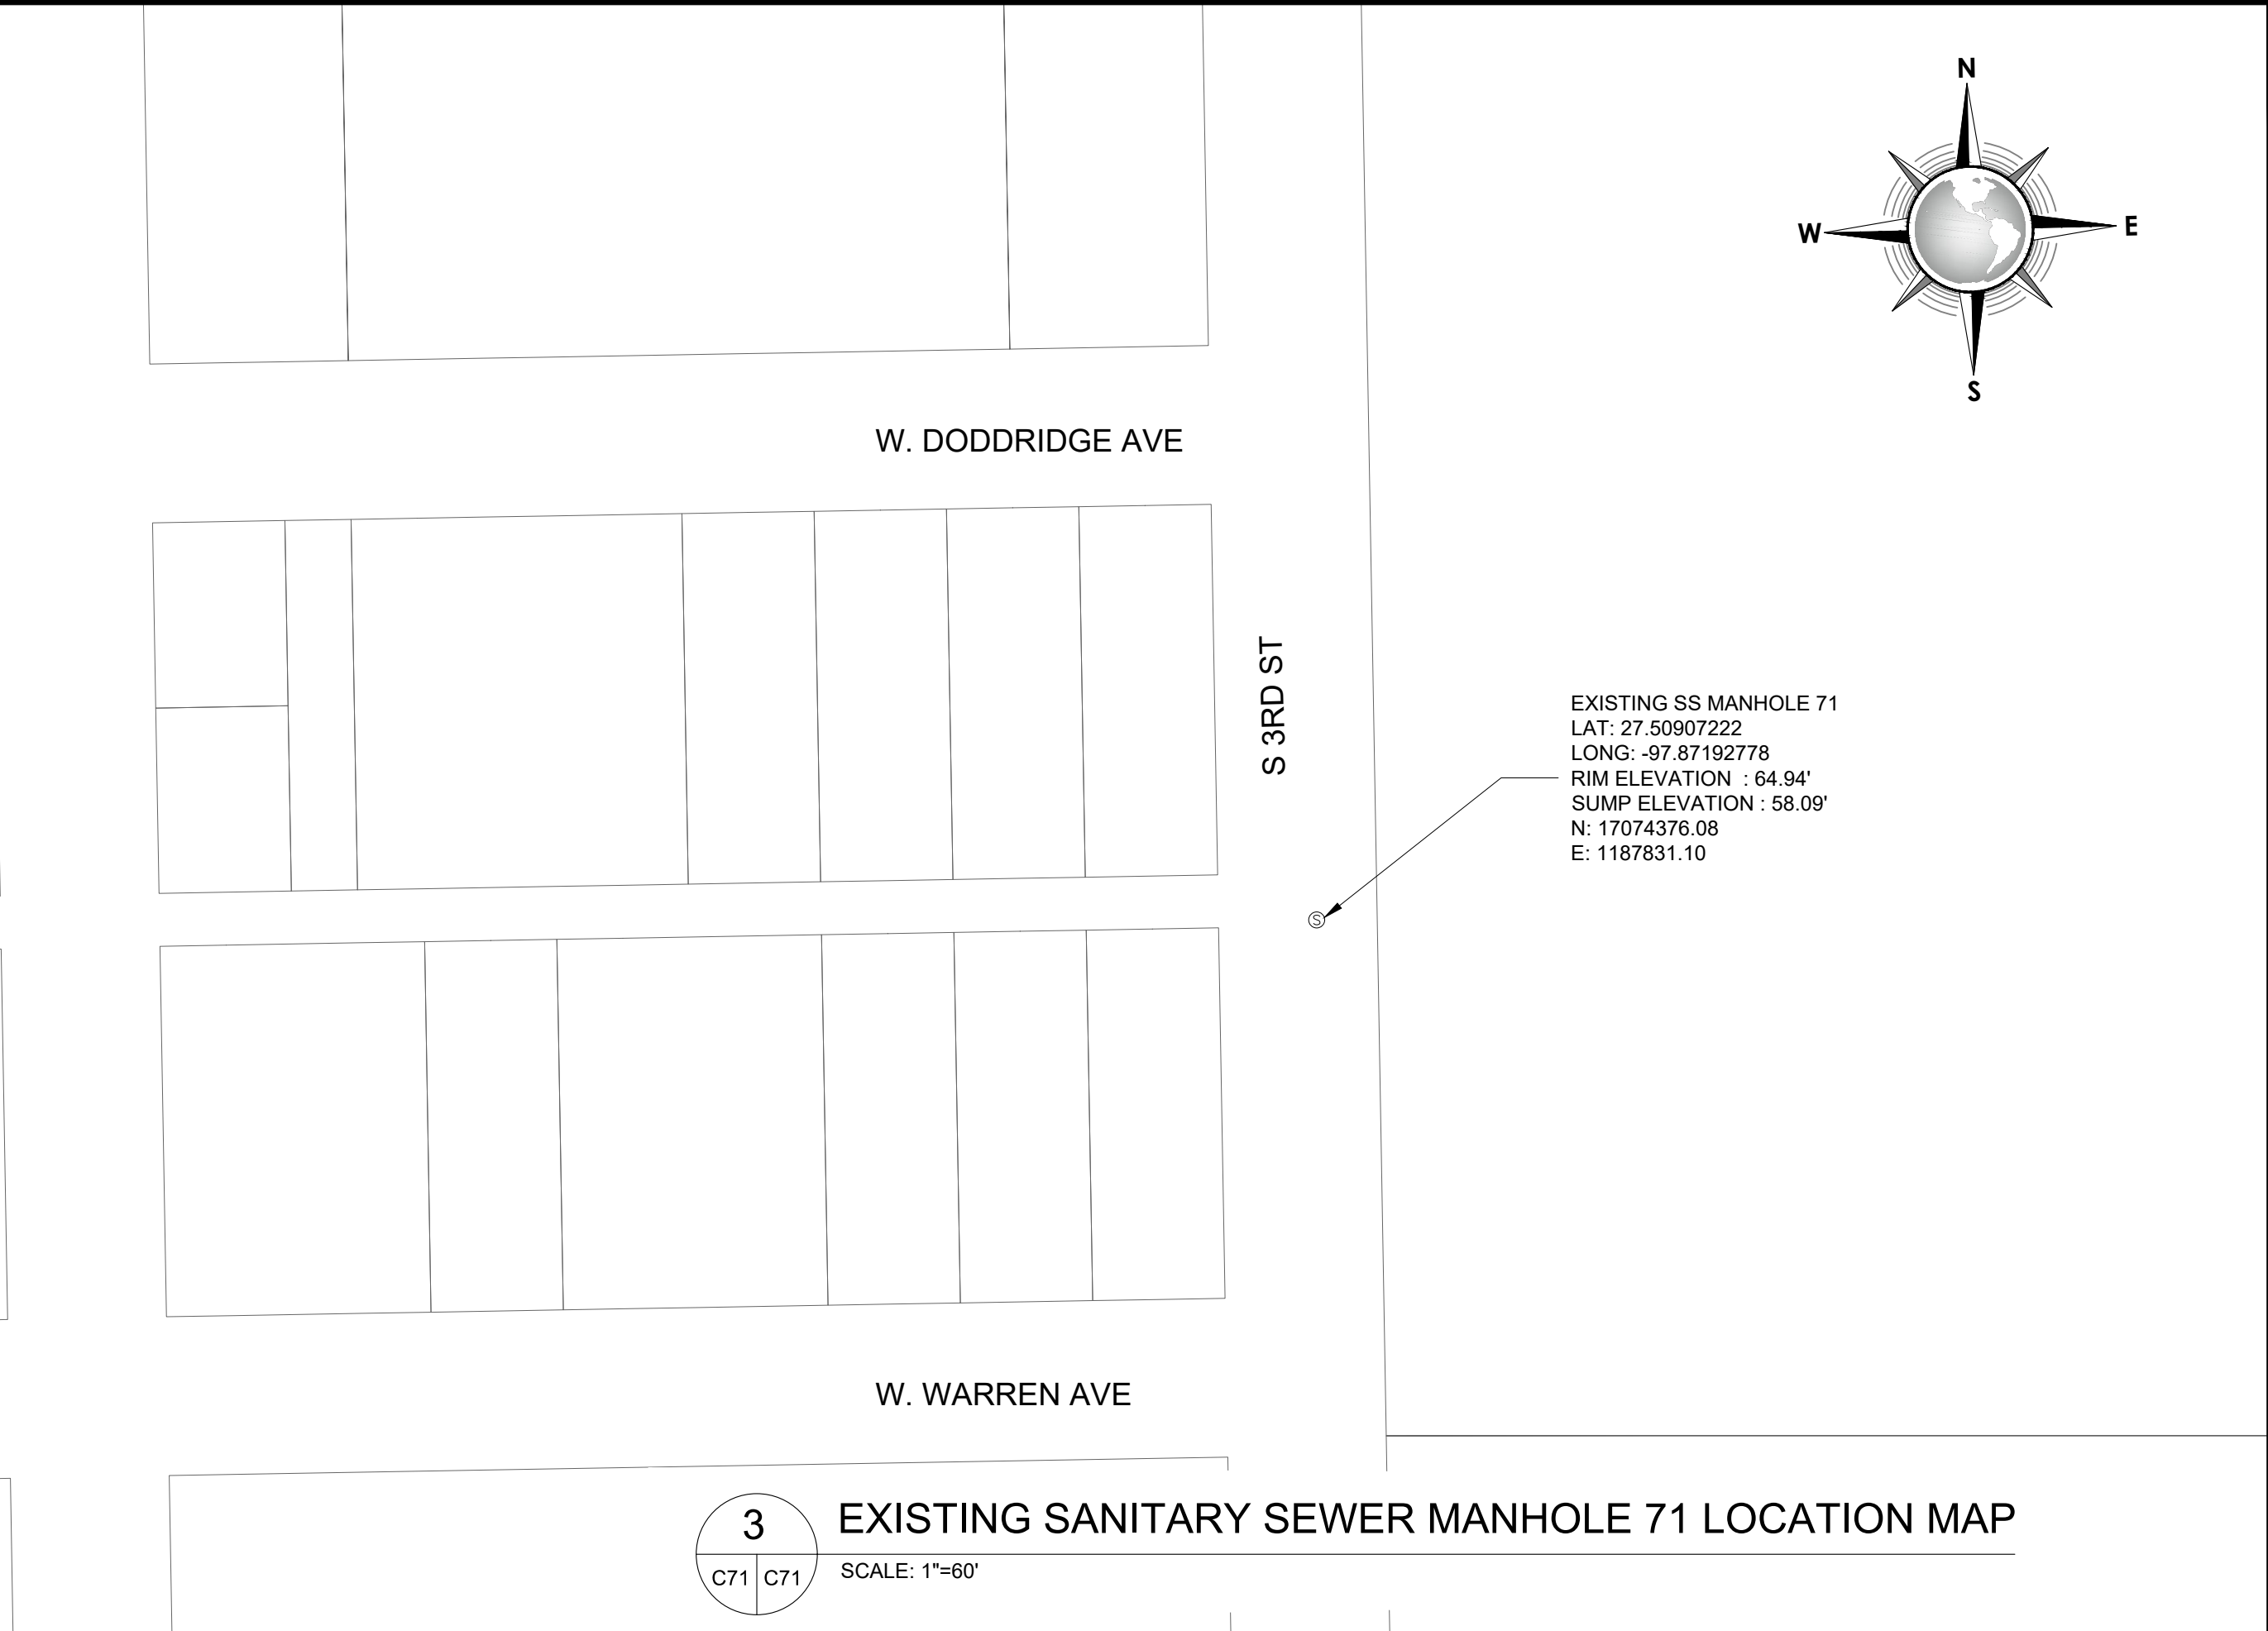 N
W
E
S
W. DODDRIDGE AVE
S 3RD ST
EXISTING SS MANHOLE 71
LAT: 27.50907222
LONG: -97.87192778
RIM ELEVATION : 64.94'
SUMP ELEVATION : 58.09'
N: 17074376.08
E: 1187831.10
S
W. WARREN AVE
3
C71
C71
EXISTING SANITARY SEWER MANHOLE 71 LOCATION MAP
SCALE: 1"=60'